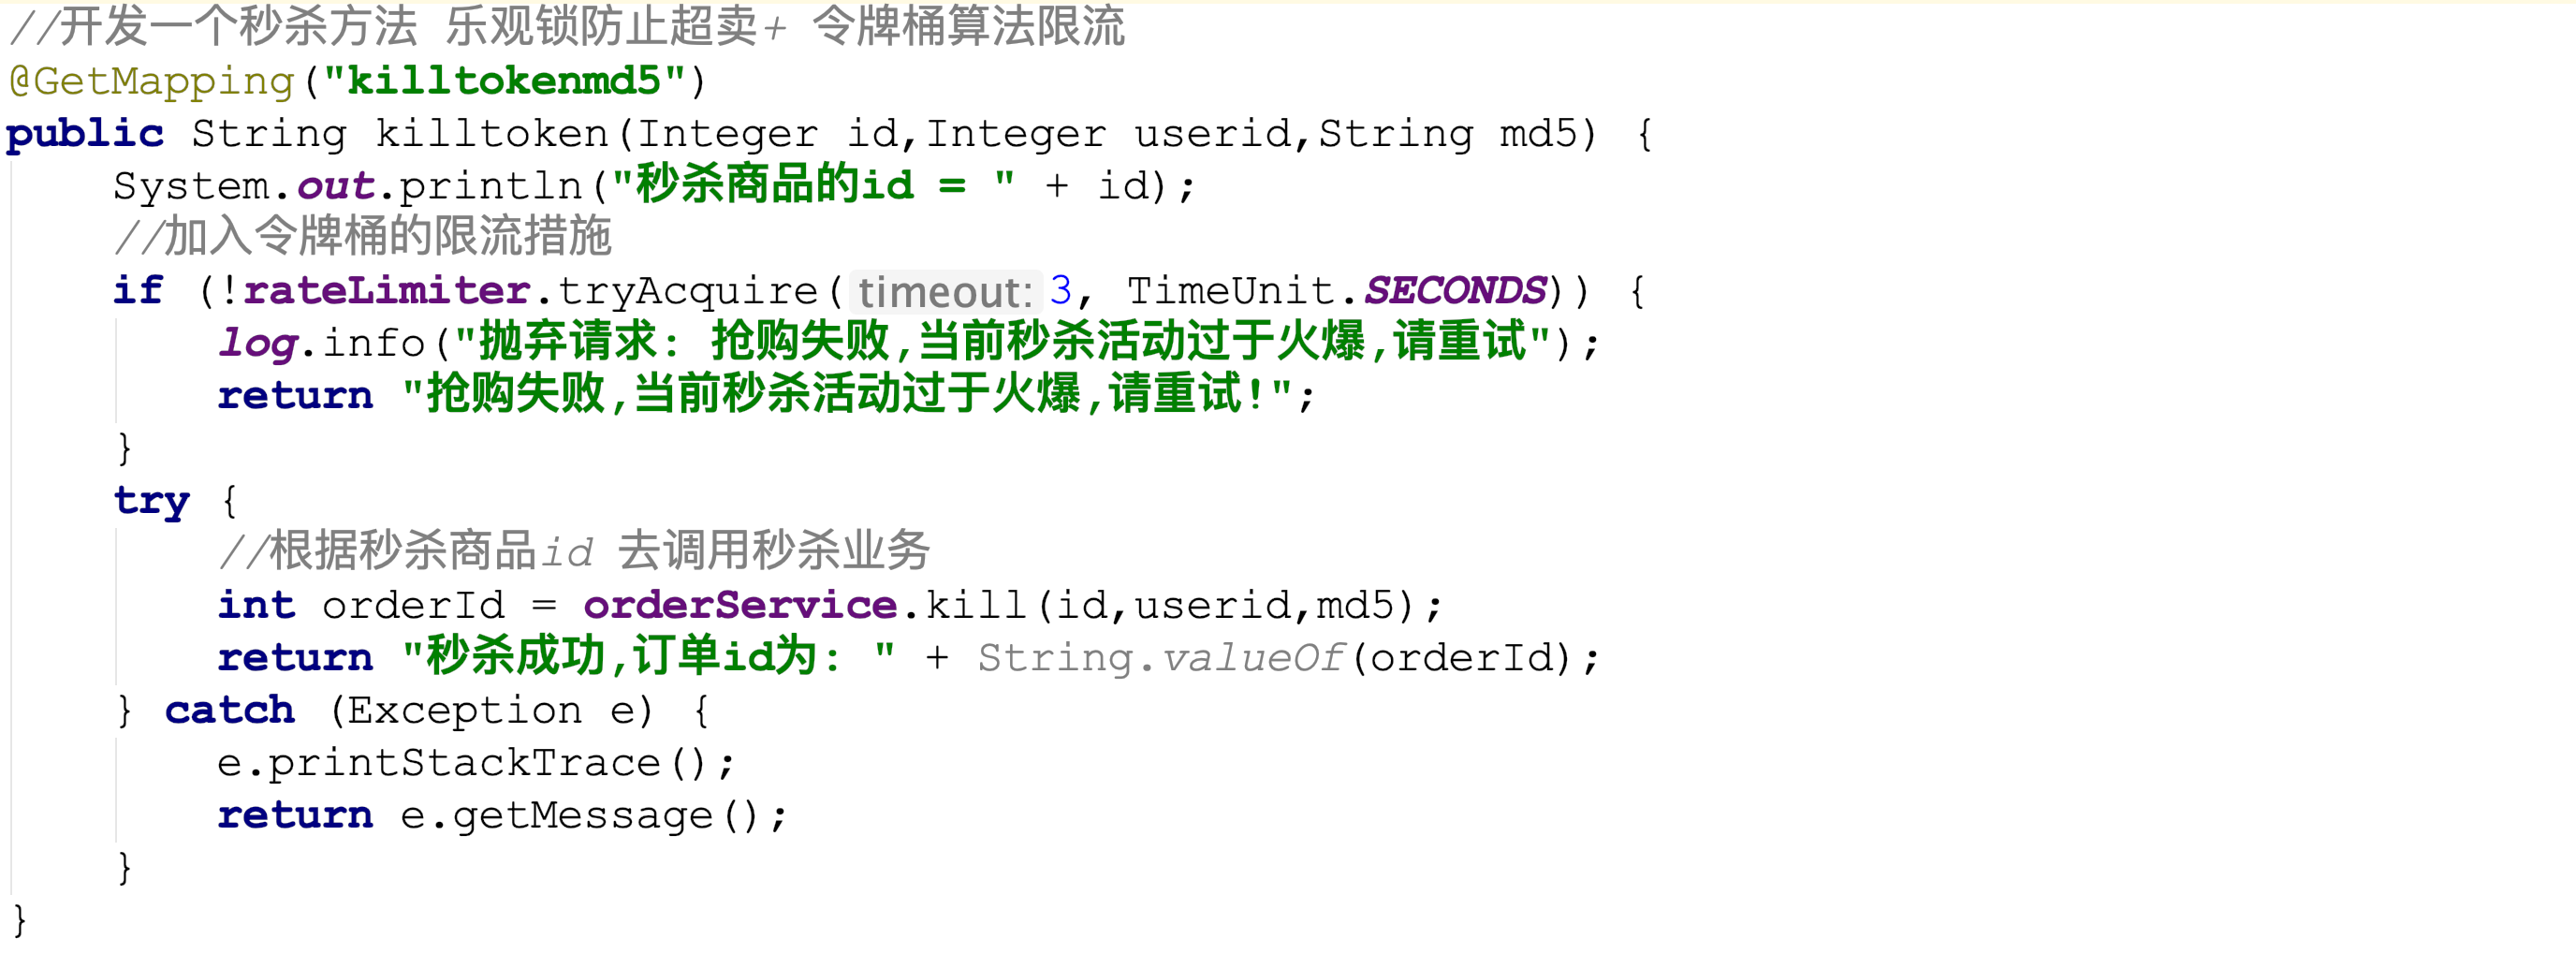 //开发一个秒杀方法 乐观锁防止超卖+ 令牌桶算法限流
@GetMapping("killtokenmd5")
public String killtoken(Integer id,Integer userid,String md5) {
    System.out.println("秒杀商品的id = " + id);
    //加入令牌桶的限流措施
    if (!rateLimiter.tryAcquire( timeout: 3, TimeUnit.SECONDS)) {
        log.info("抛弃请求: 抢购失败,当前秒杀活动过于火爆,请重试");
        return "抢购失败,当前秒杀活动过于火爆,请重试!";
    }
    try {
        //根据秒杀商品id 去调用秒杀业务
        int orderId = orderService.kill(id,userid,md5);
        return "秒杀成功,订单id为: " + String.valueOf(orderId);
    } catch (Exception e) {
        e.printStackTrace();
        return e.getMessage();
    }
}